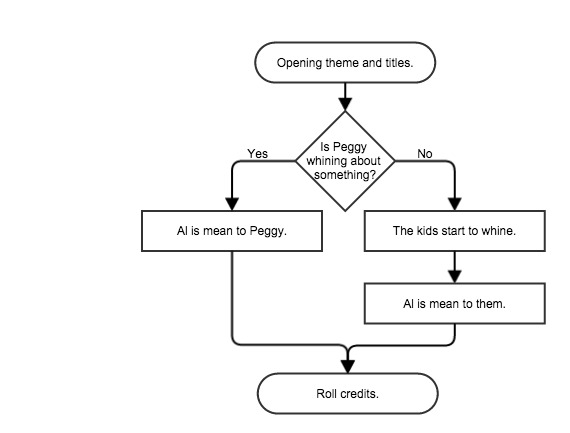 Opening theme and titles.
Is Peggy
whining about
something?
Yes
No
Al is mean to Peggy.
The kids start to whine.
Al is mean to them.
Roll credits.